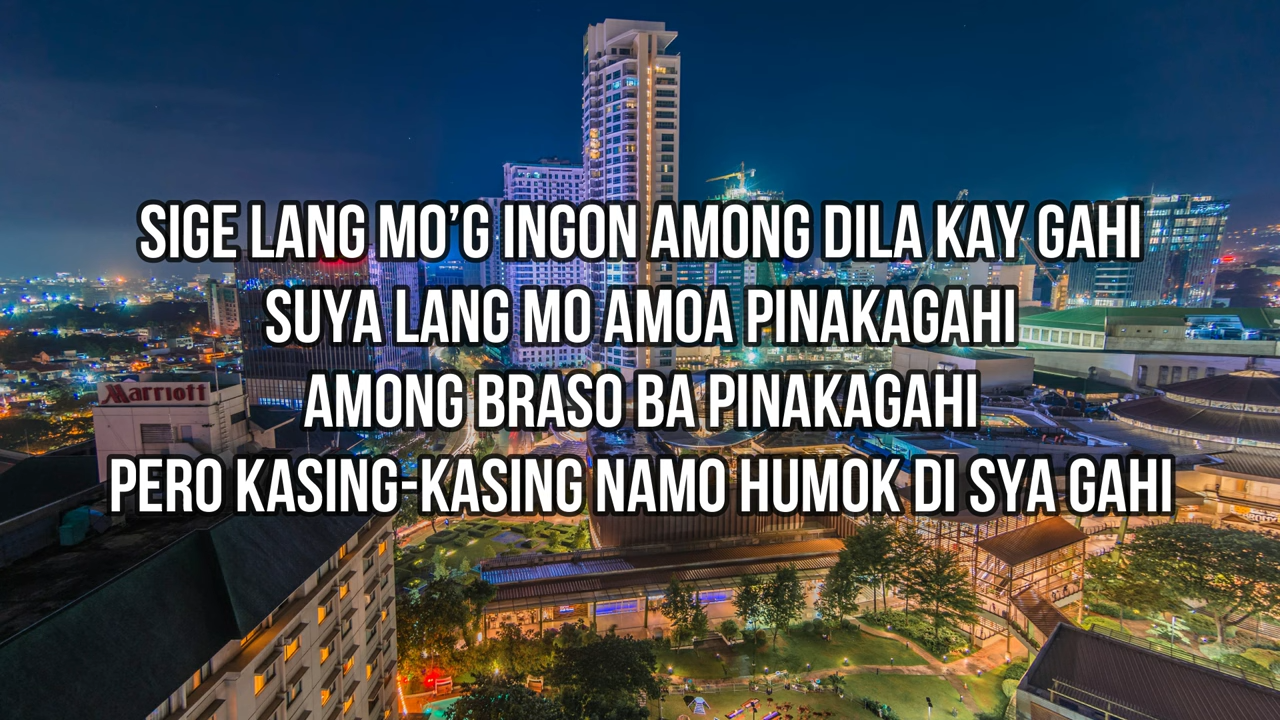 SIGE LANG MO’G INGON AMONG DILA KAY GAHI
SUYA LANG MO AMOA PINAKAGAHI
AMONG BRASO BA PINAKAGAHI
PERO KASING-KASING NAMO HUMOK DI SYA GAHI
Marriott